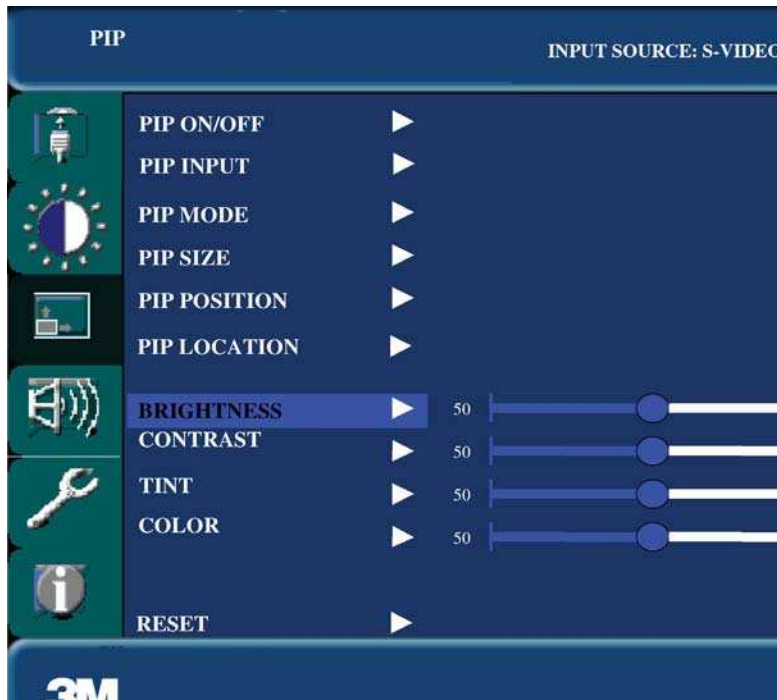 PIP
INPUT SOURCE: S-VIDEO
PIP ON/OFF
PIP INPUT
PIP MODE
PIP SIZE
PIP POSITION
PIP LOCATION
BRIGHTNESS 50
CONTRAST 50
TINT 50
COLOR 50
RESET
3M